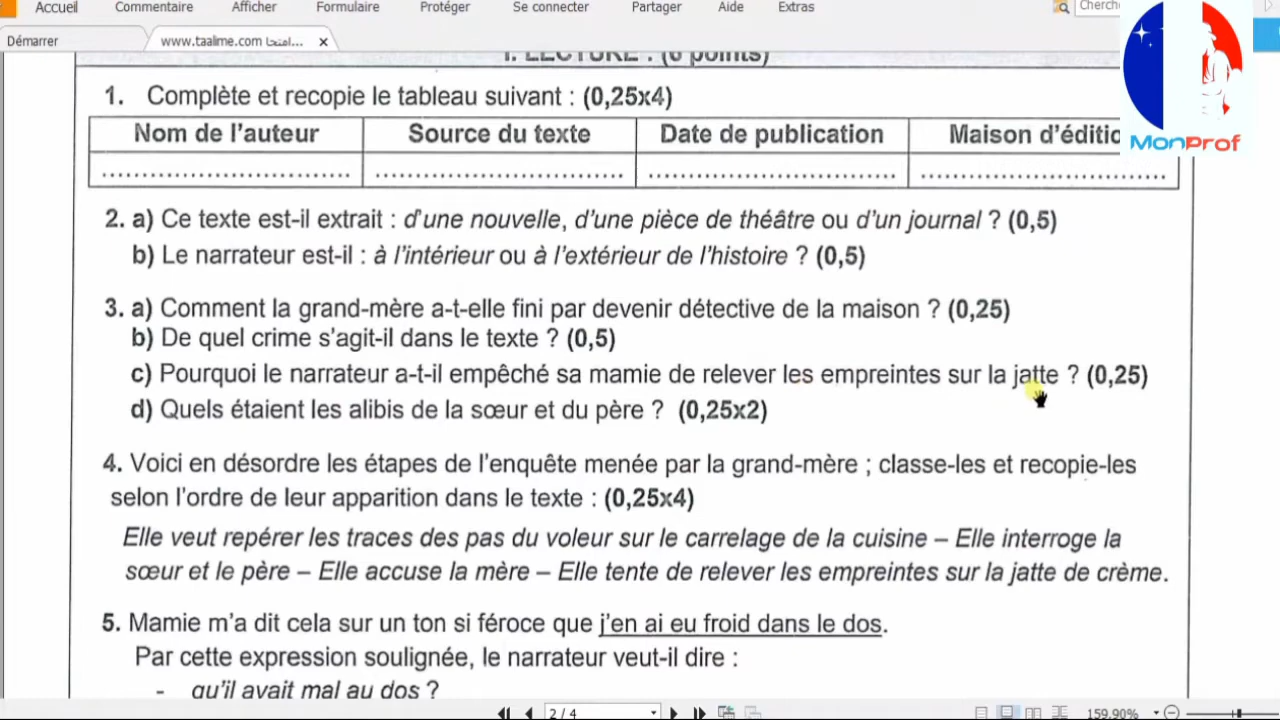 Accueil Commentaire Afficher Formulaire Protéger Se connecter Partager Aide Extras Cherche
Démarrer www.taalime.com امتحا... ×
I. LECTURE : (6 points)
1. Complète et recopie le tableau suivant : (0,25x4)
Nom de l'auteur Source du texte Date de publication Maison d'éditio
MonProf
2. a) Ce texte est-il extrait : d'une nouvelle, d'une pièce de théâtre ou d'un journal ? (0,5)
b) Le narrateur est-il : à l'intérieur ou à l'extérieur de l'histoire ? (0,5)
3. a) Comment la grand-mère a-t-elle fini par devenir détective de la maison ? (0,25)
b) De quel crime s'agit-il dans le texte ? (0,5)
c) Pourquoi le narrateur a-t-il empêché sa mamie de relever les empreintes sur la jatte ? (0,25)
d) Quels étaient les alibis de la sœur et du père ? (0,25x2)
4. Voici en désordre les étapes de l'enquête menée par la grand-mère ; classe-les et recopie-les
selon l'ordre de leur apparition dans le texte : (0,25x4)
Elle veut repérer les traces des pas du voleur sur le carrelage de la cuisine – Elle interroge la
sœur et le père – Elle accuse la mère – Elle tente de relever les empreintes sur la jatte de crème.
5. Mamie m'a dit cela sur un ton si féroce que j'en ai eu froid dans le dos.
Par cette expression soulignée, le narrateur veut-il dire :
- qu'il avait mal au dos ?
2 / 4 159,90%